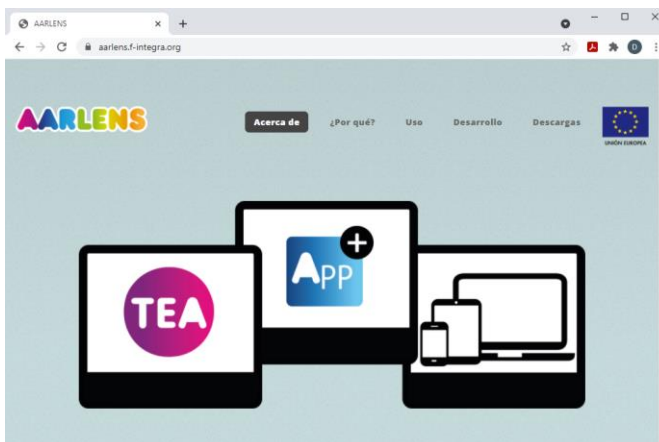 AARLENS
aarlens.f-integra.org
AARLENS
Acerca de ¿Por qué? Uso Desarrollo Descargas
UNIÓN EUROPEA
TEA
APP